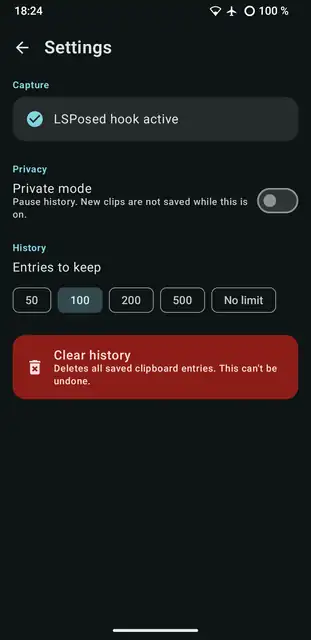 18:24
100 %
Settings
Capture
LSPosed hook active
Privacy
Private mode
Pause history. New clips are not saved while this is
on.
History
Entries to keep
50
100
200
500
No limit
Clear history
Deletes all saved clipboard entries. This can't be
undone.